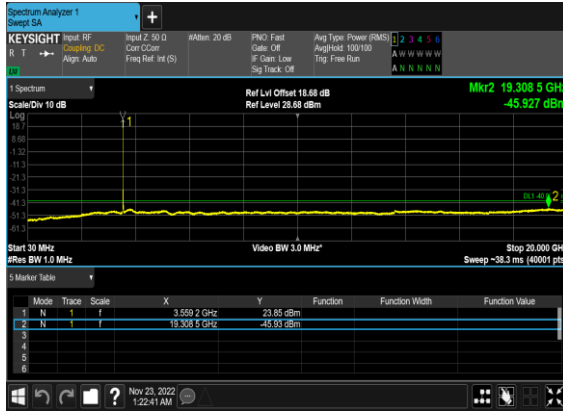 Spectrum Analyzer 1
Swept SA
KEYSIGHT Input: RF Input Z: 50 Ω #Atten: 20 dB PNO: Fast Avg Type: Power (RMS) 1 2 3 4 5 6
R T Coupling: DC Corr CCorr Gate: Off Avg|Hold: 100/100 A W W W W W
Align: Auto Freq Ref: Int (S) IF Gain: Low Trig: Free Run
Sig Track: Off A N N N N N
1 Spectrum Ref Lvl Offset 18.68 dB Mkr2 19.308 5 GHz
Scale/Div 10 dB Ref Level 28.68 dBm -45.927 dBm
Log
18.7
8.68
-1.32
-11.3
-21.3
-31.3
-41.3
-51.3
-61.3
1
2
Start 30 MHz Video BW 3.0 MHz* Stop 20.000 GH
#Res BW 1.0 MHz Sweep ~38.3 ms (40001 pts
5 Marker Table
Mode Trace Scale X Y Function Function Width Function Value
1 N 1 f 3.559 2 GHz 23.85 dBm
2 N 1 f 19.308 5 GHz -45.93 dBm
3
4
5
6
? Nov 23, 2022
1:22:41 AM